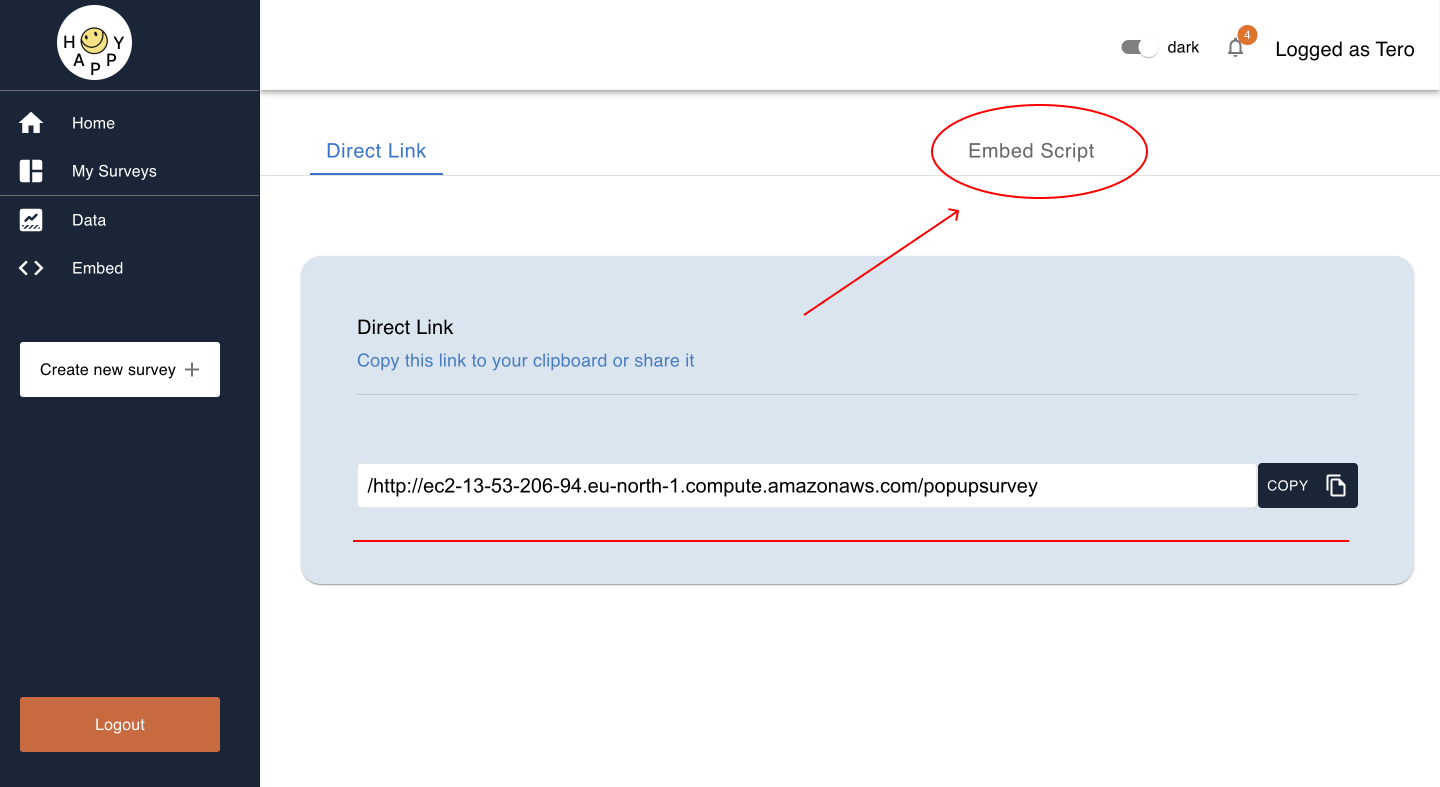 HAPPY
dark
4
Logged as Tero
Home
My Surveys
Data
Embed
Create new survey
Logout
Direct Link
Embed Script
Direct Link
Copy this link to your clipboard or share it
/http://ec2-13-53-206-94.eu-north-1.compute.amazonaws.com/popupsurvey
COPY